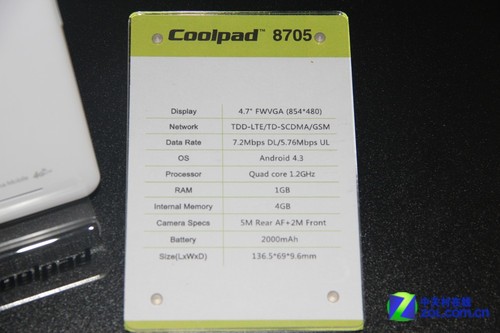 Coolpad™ 8705
Display 4.7" FWVGA (854*480)
Network TDD-LTE/TD-SCDMA/GSM
Data Rate 7.2Mbps DL/5.76Mbps UL
OS Android 4.3
Processor Quad core 1.2GHz
RAM 1GB
Internal Memory 4GB
Camera Specs 5M Rear AF+2M Front
Battery 2000mAh
Size(LxWxD) 136.5*69*9.6mm
Coolpad
中关村在线
zol.com.cn